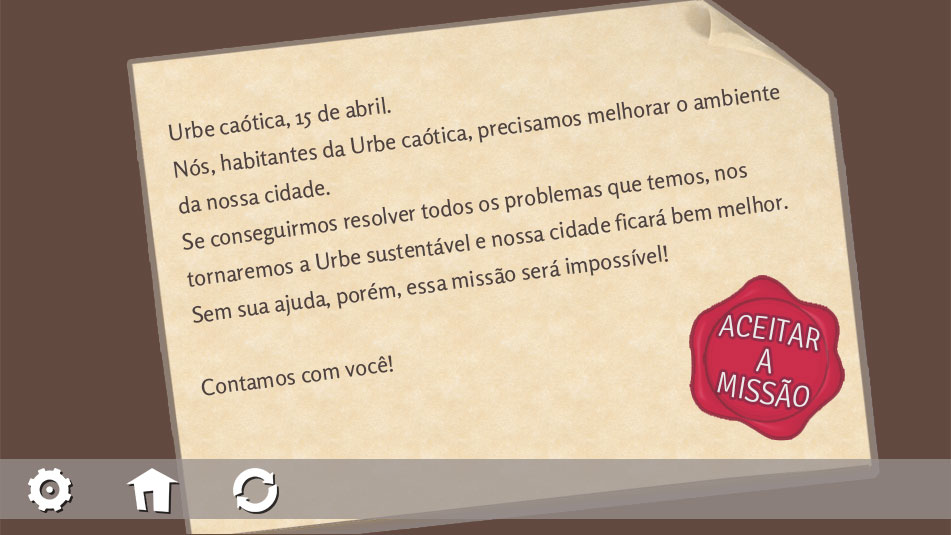 Urbe caótica, 15 de abril.
Nós, habitantes da Urbe caótica, precisamos melhorar o ambiente
da nossa cidade.
Se conseguirmos resolver todos os problemas que temos, nos
tornaremos a Urbe sustentável e nossa cidade ficará bem melhor.
Sem sua ajuda, porém, essa missão será impossível!
Contamos com você!
ACEITAR
A
MISSÃO